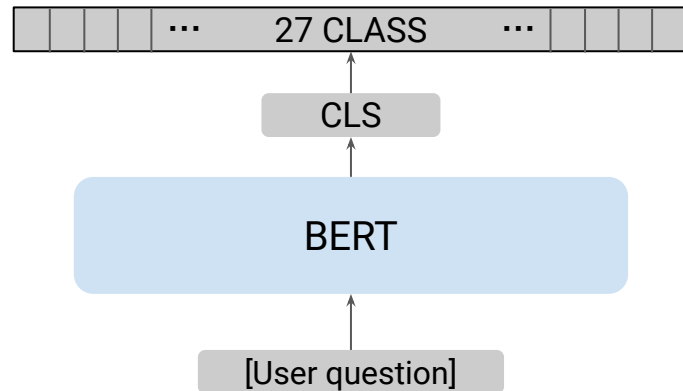 ... 27 CLASS ...
CLS
BERT
[User question]